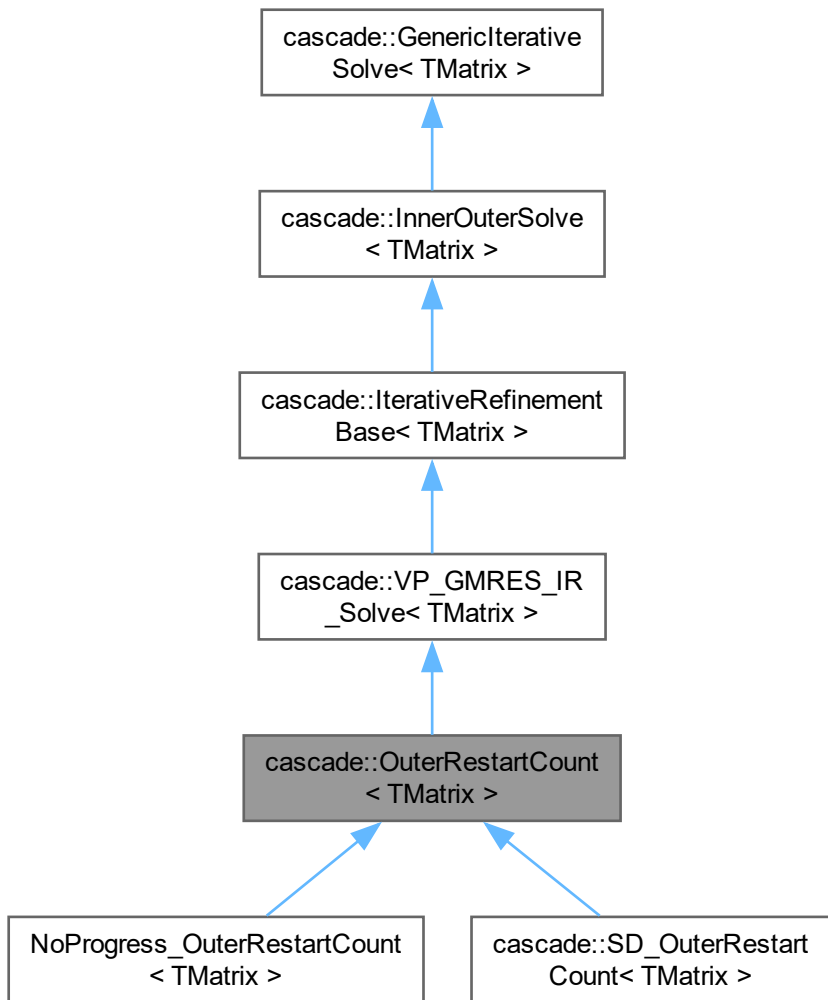 cascade::GenericIterative
Solve< TMatrix >
cascade::InnerOuterSolve
< TMatrix >
cascade::IterativeRefinement
Base< TMatrix >
cascade::VP_GMRES_IR
_Solve< TMatrix >
cascade::OuterRestartCount
< TMatrix >
NoProgress_OuterRestartCount
< TMatrix >
cascade::SD_OuterRestart
Count< TMatrix >